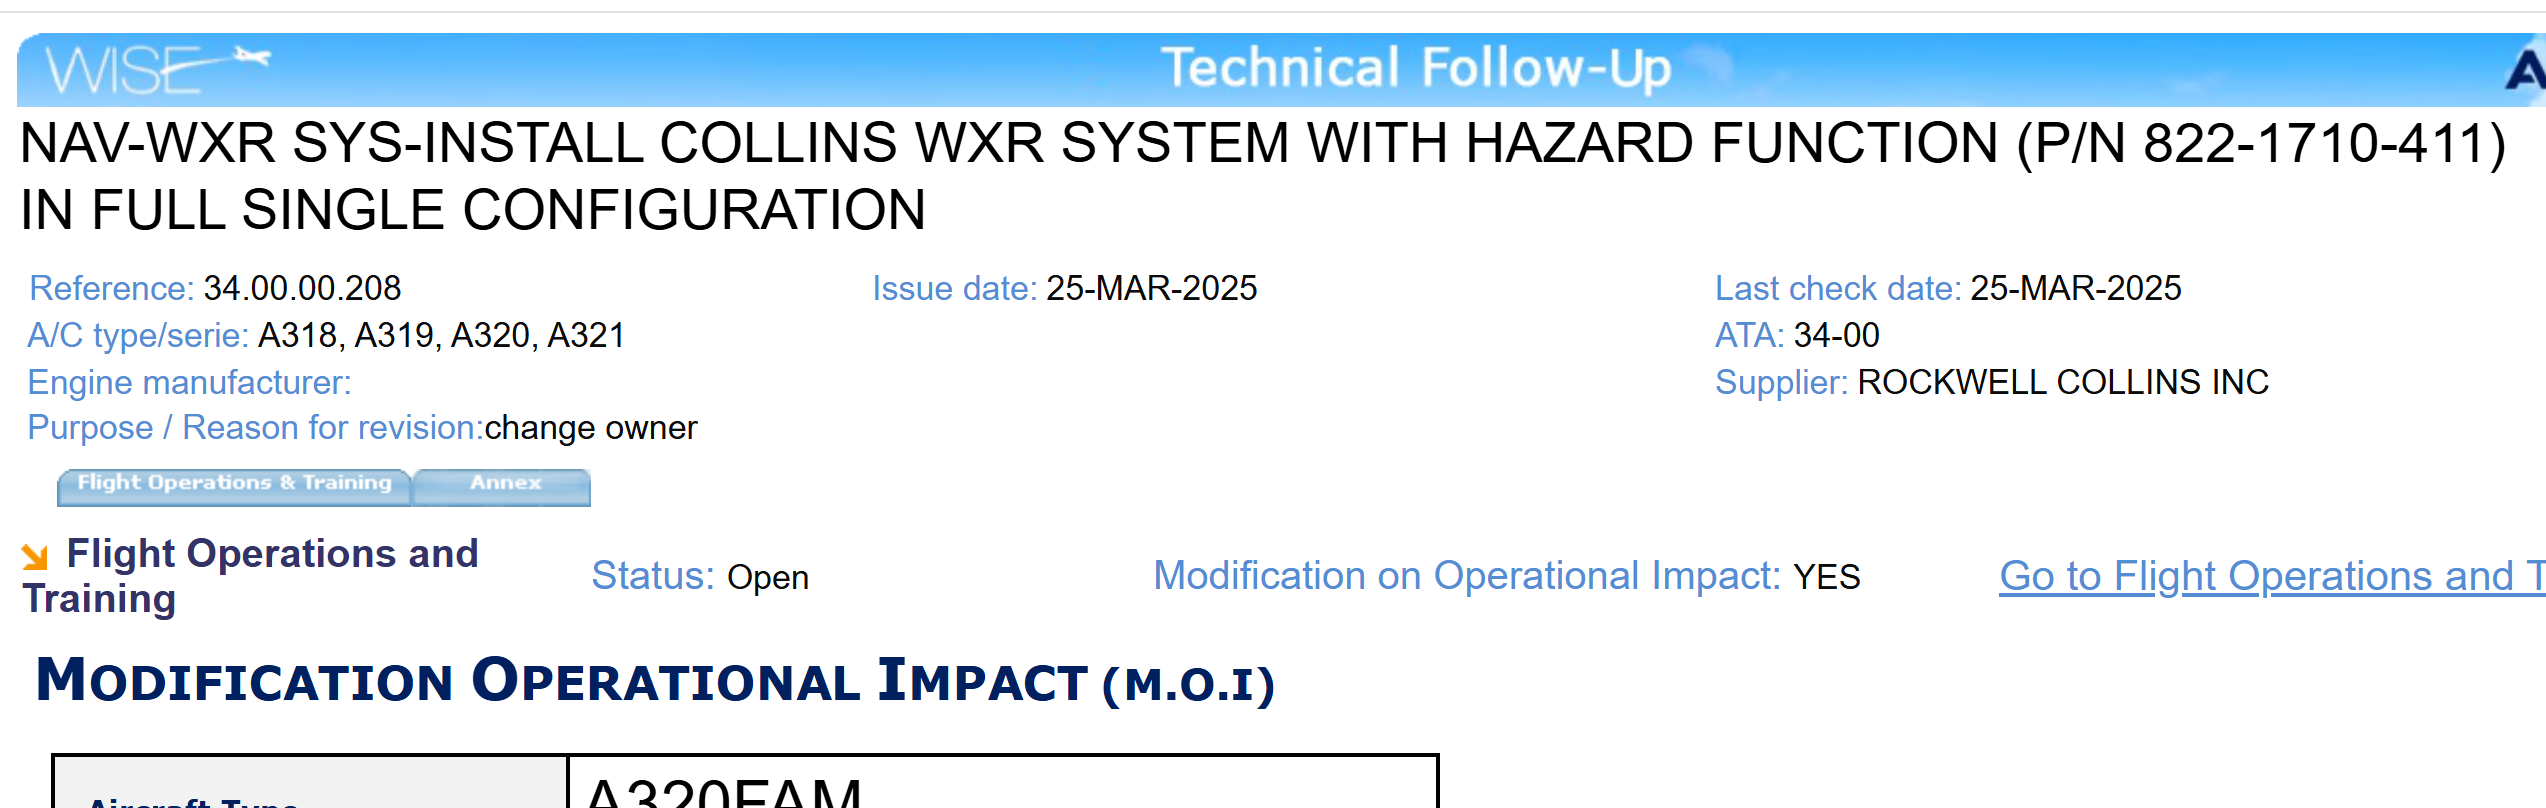 WISE
Technical Follow-Up
NAV-WXR SYS-INSTALL COLLINS WXR SYSTEM WITH HAZARD FUNCTION (P/N 822-1710-411)
IN FULL SINGLE CONFIGURATION
Reference: 34.00.00.208 Issue date: 25-MAR-2025 Last check date: 25-MAR-2025
A/C type/serie: A318, A319, A320, A321 ATA: 34-00
Engine manufacturer: Supplier: ROCKWELL COLLINS INC
Purpose / Reason for revision:change owner
Flight Operations & Training Annex
Flight Operations and
Training
Status: Open Modification on Operational Impact: YES Go to Flight Operations and
MODIFICATION OPERATIONAL IMPACT (M.O.I)
Aircraft Type A320FAM